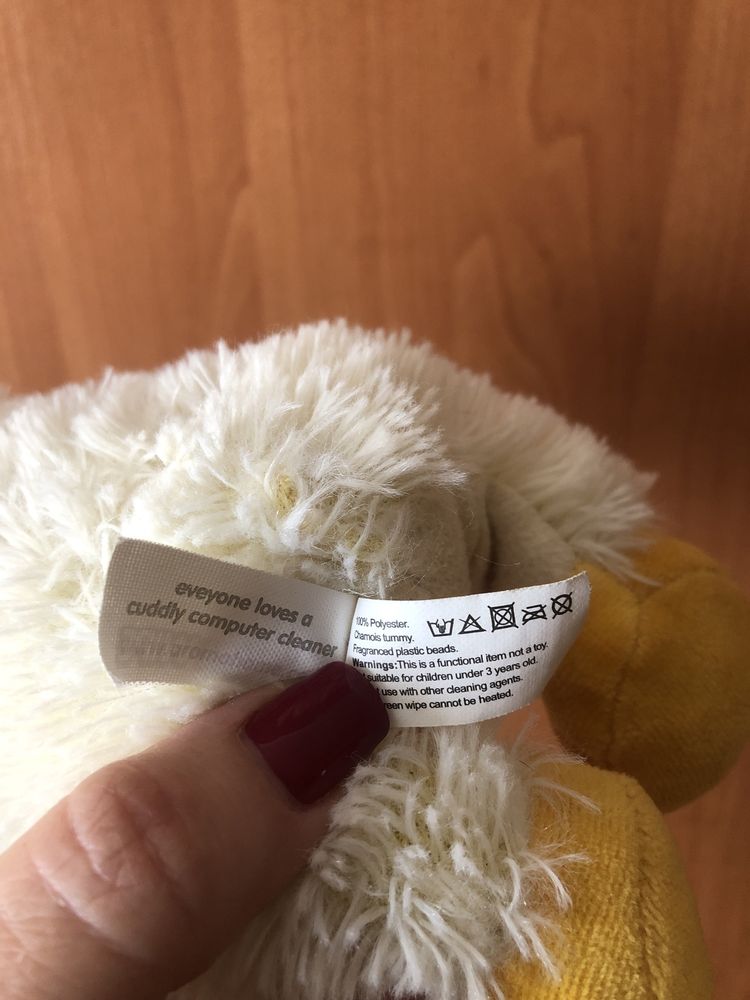 eveyone loves a
cuddly computer cleaner
100% Polyester.
Chamois tummy.
Fragranced plastic beads.
Warnings:This is a functional item not a toy.
suitable for children under 3 years old.
use with other cleaning agents.
wipe cannot be heated.